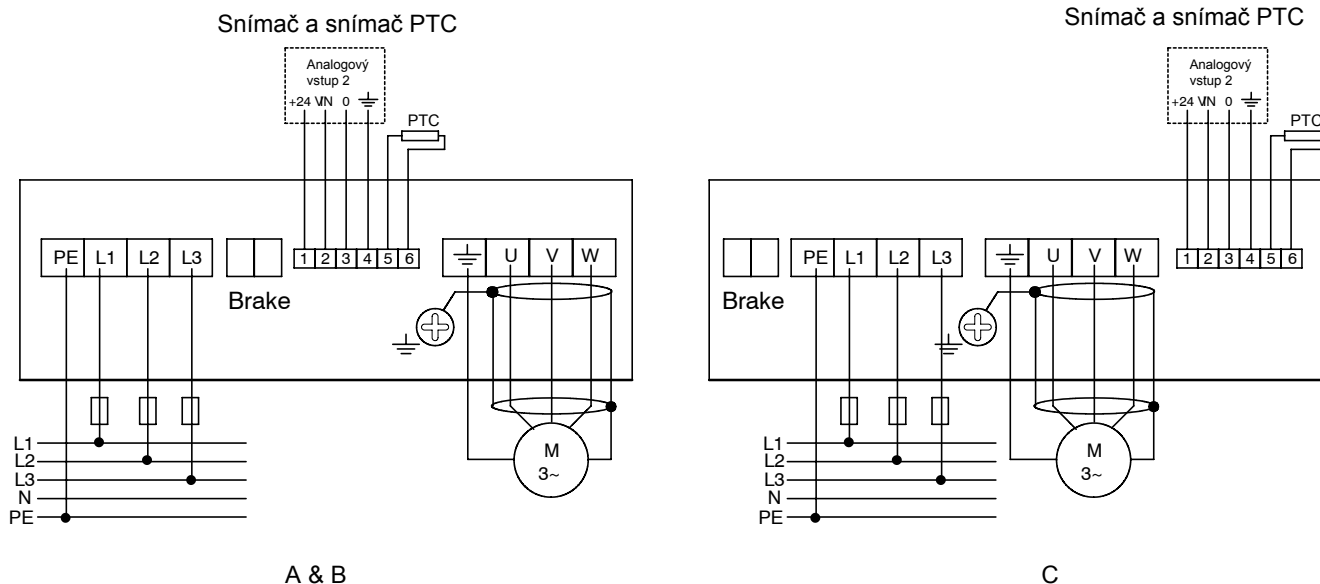 Snímač a snímač PTC
Analogový
vstup 2
+24 VIN 0
PTC
PE L1 L2 L3
1 2 3 4 5 6
U V W
Brake
M
3~
L1
L2
L3
N
PE
A & B
Snímač a snímač PTC
Analogový
vstup 2
+24 VIN 0
PTC
PE L1 L2 L3
U V W
1 2 3 4 5 6
Brake
M
3~
L1
L2
L3
N
PE
C